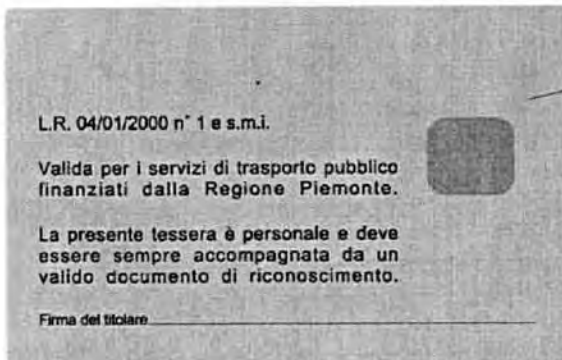 L.R. 04/01/2000 n° 1 e s.m.i.
Valida per i servizi di trasporto pubblico
finanziati dalla Regione Piemonte.
La presente tessera è personale e deve
essere sempre accompagnata da un
valido documento di riconoscimento.
Firma del titolare